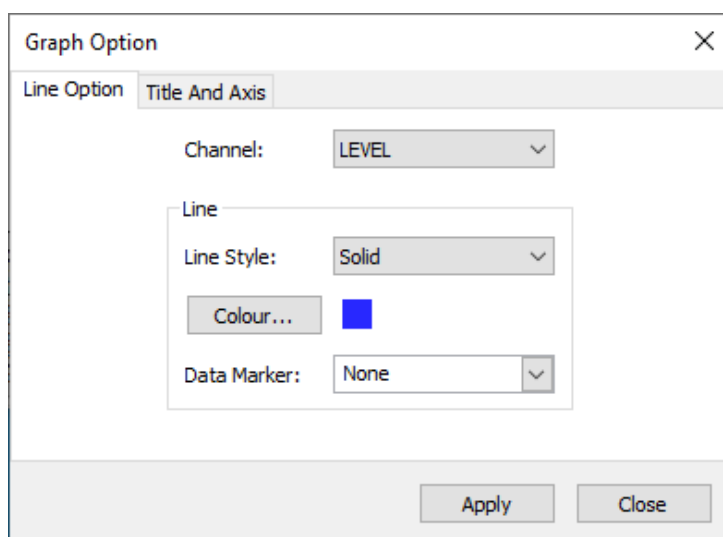 Graph Option
Line Option Title And Axis
Channel: LEVEL
Line
Line Style: Solid
Colour...
Data Marker: None
Apply Close